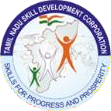 TAMIL NADU SKILL DEVELOPMENT CORPORATION
SKILLS FOR PROGRESS AND PROSPERITY